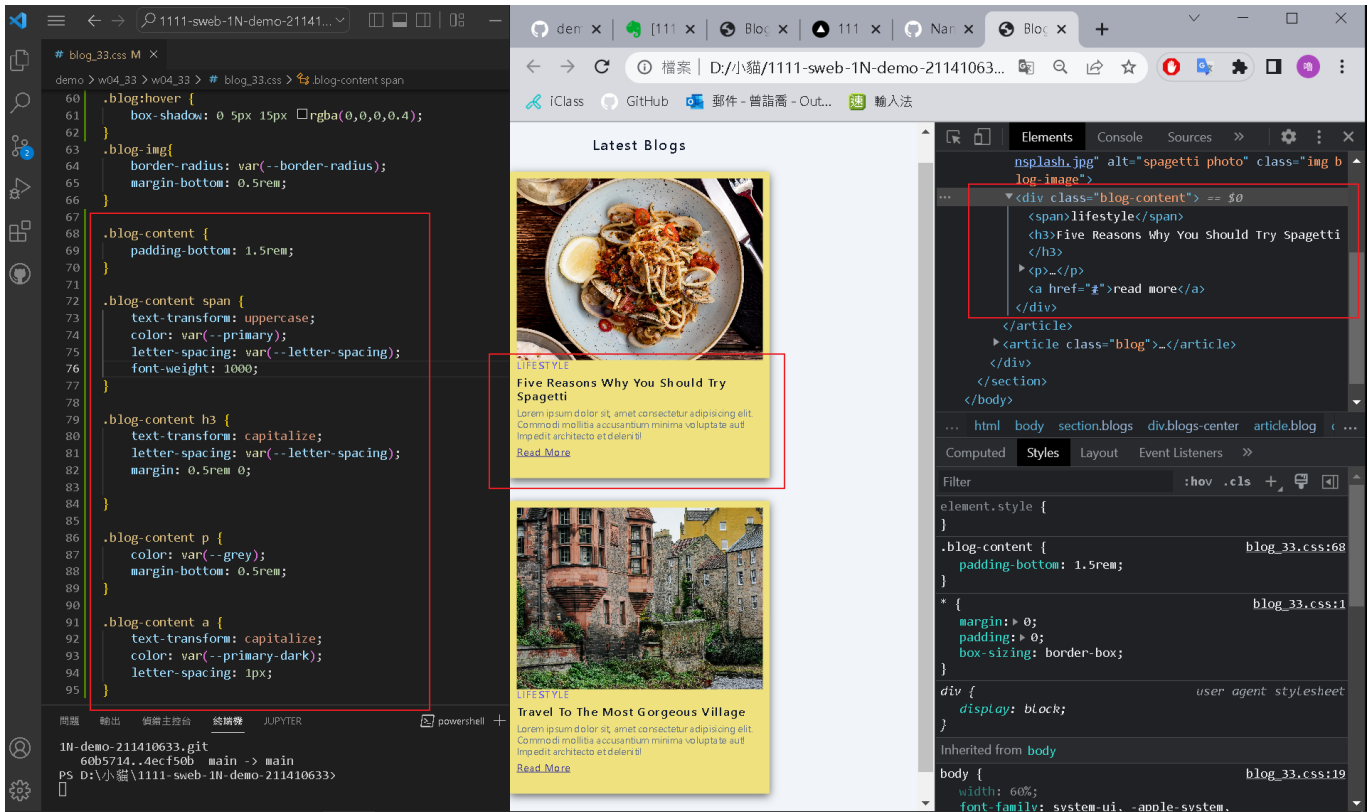 1111-sweb-1N-demo-21141...
# blog_33.css M ×
demo > w04_33 > w04_33 > # blog_33.css > .blog-content span
60 .blog:hover {
61 box-shadow: 0 5px 15px rgba(0,0,0,0.4);
62 }
63 .blog-img{
64 border-radius: var(--border-radius);
65 margin-bottom: 0.5rem;
66 }
67
68 .blog-content {
69 padding-bottom: 1.5rem;
70 }
71
72 .blog-content span {
73 text-transform: uppercase;
74 color: var(--primary);
75 letter-spacing: var(--letter-spacing);
76 font-weight: 1000;
77 }
78
79 .blog-content h3 {
80 text-transform: capitalize;
81 letter-spacing: var(--letter-spacing);
82 margin: 0.5rem 0;
83
84 }
85
86 .blog-content p {
87 color: var(--grey);
88 margin-bottom: 0.5rem;
89 }
90
91 .blog-content a {
92 text-transform: capitalize;
93 color: var(--primary-dark);
94 letter-spacing: 1px;
95 }
2
問題 輸出 偵錯主控台 終端機 JUPYTER powershell
1N-demo-211410633.git
60b5714..4ecf50b main -> main
PS D:\小貓\1111-sweb-1N-demo-211410633>
den × [111 × Blog × 111 × Nar × Blog ×
檔案 | D:/小貓/1111-sweb-1N-demo-21141063...
iClass GitHub 郵件 - 曾詣喬 - Out... 速 輸入法
Latest Blogs
LIFESTYLE
Five Reasons Why You Should Try
Spagetti
Lorem ipsum dolor sit, amet consectetur adipisicing elit.
Commodi mollitia accusantium minima voluptate aut!
Impedit architecto et deleniti!
Read More
LIFESTYLE
Travel To The Most Gorgeous Village
Lorem ipsum dolor sit, amet consectetur adipisicing elit.
Commodi mollitia accusantium minima voluptate aut!
Impedit architecto et deleniti!
Read More
Elements Console Sources »
nsplash.jpg" alt="spagetti photo" class="img b
log-image">
▼<div class="blog-content"> == $0
<span>lifestyle</span>
<h3>Five Reasons Why You Should Try Spagetti
</h3>
▶<p>…</p>
<a href="#">read more</a>
</div>
</article>
▶<article class="blog">…</article>
</div>
</section>
</body>
... html body section.blogs div.blogs-center article.blog ...
Computed Styles Layout Event Listeners »
Filter :hov .cls +
element.style {
}
.blog-content { blog_33.css:68
padding-bottom: 1.5rem;
}
* { blog_33.css:1
margin:▶ 0;
padding:▶ 0;
box-sizing: border-box;
}
div { user agent stylesheet
display: block;
}
Inherited from body
body { blog_33.css:19
width: 60%;
font-family: system-ui, -apple-system,